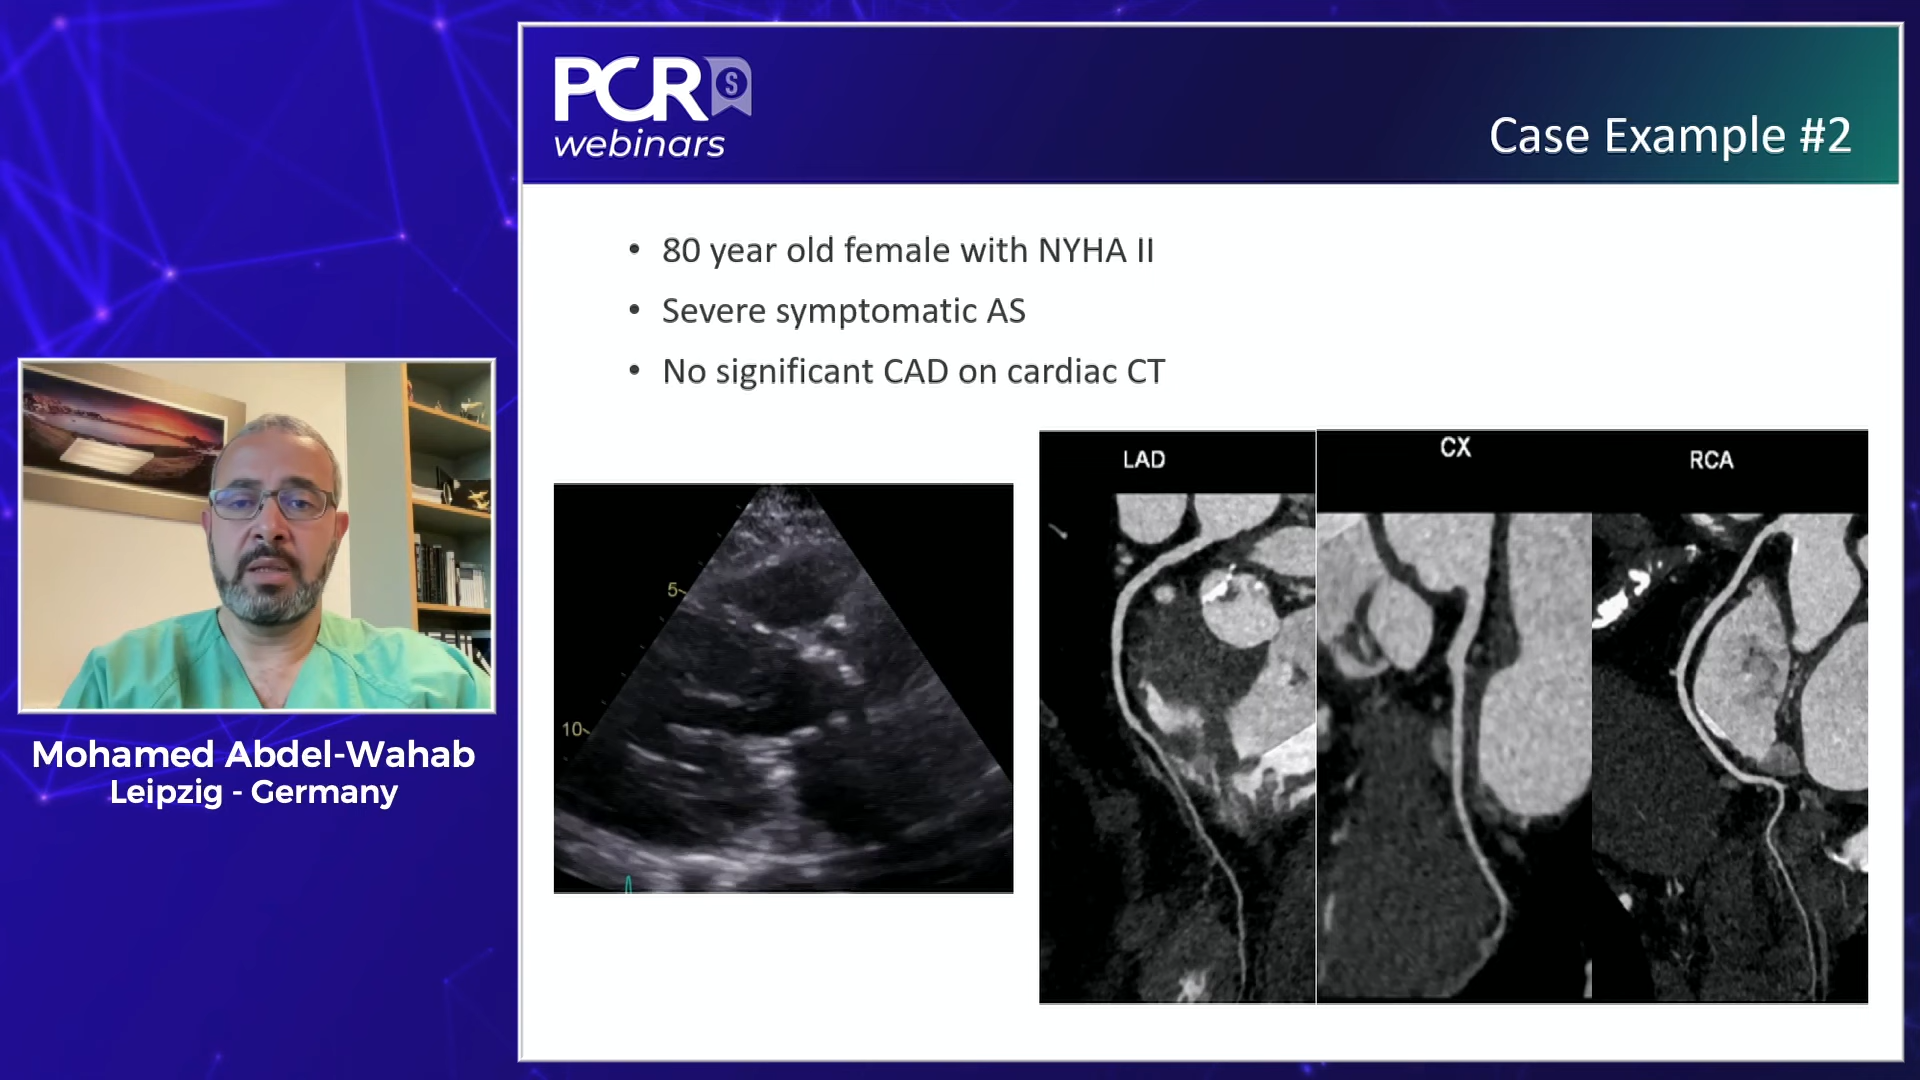 PCR S
webinars
Case Example #2
• 80 year old female with NYHA II
• Severe symptomatic AS
• No significant CAD on cardiac CT
LAD
CX
RCA
5
10
Mohamed Abdel-Wahab
Leipzig - Germany